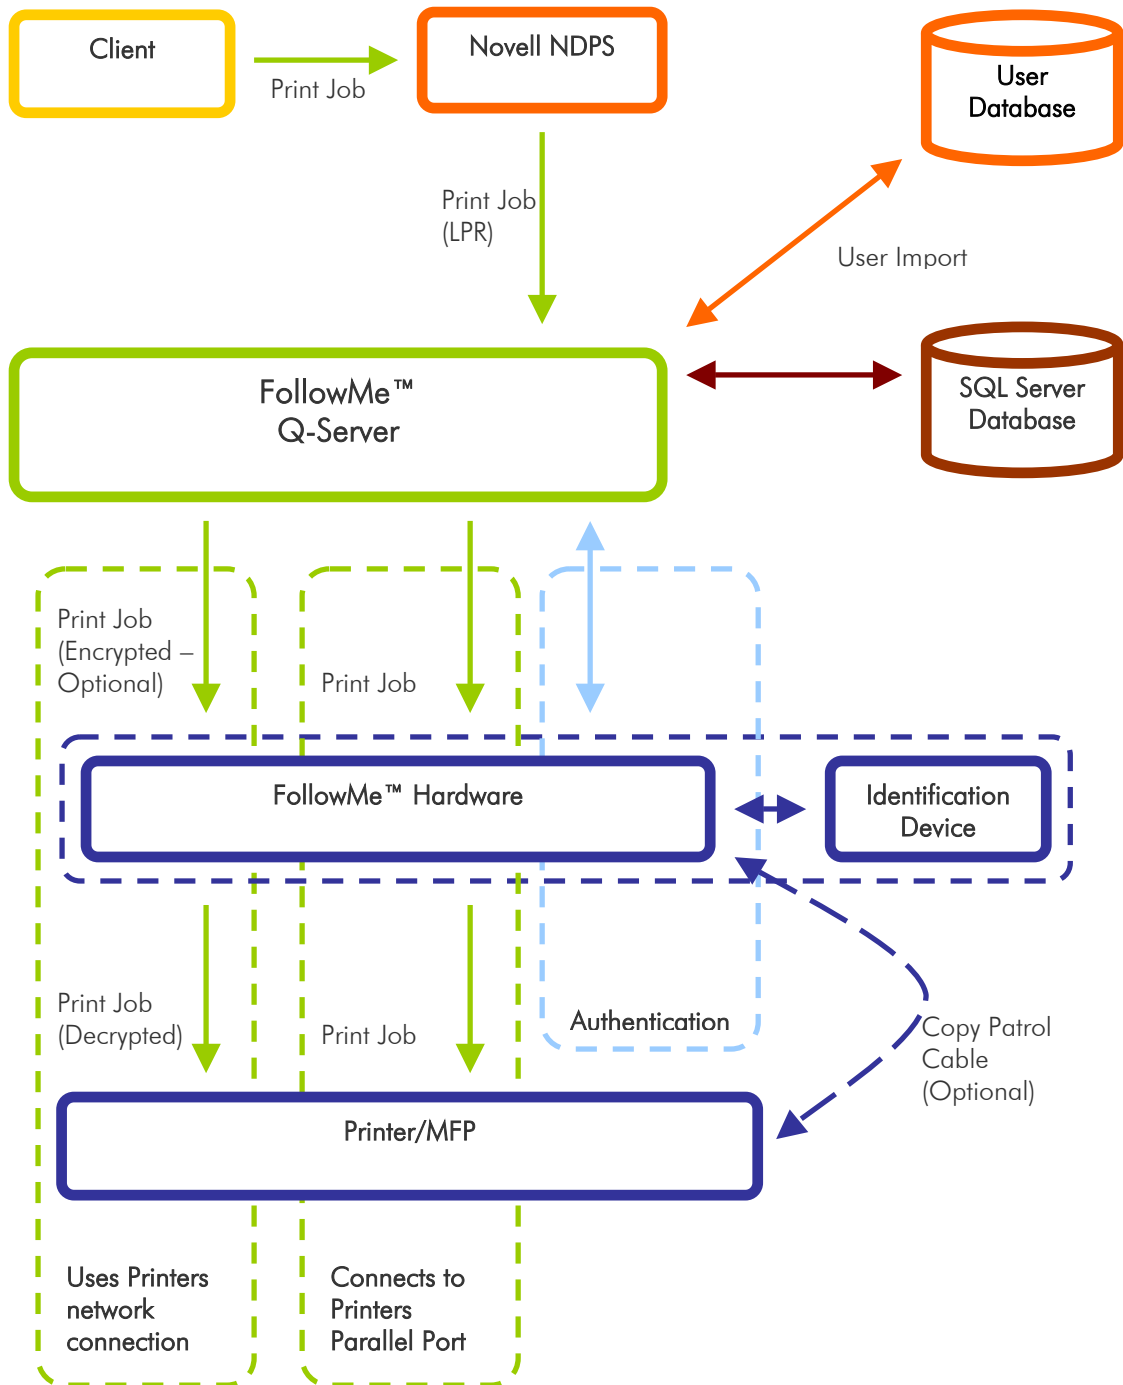 Client
Novell NDPS
Print Job
User
Database
Print Job
(LPR)
User Import
FollowMe™
Q-Server
SQL Server
Database
Print Job
(Encrypted –
Optional)
Print Job
FollowMe™ Hardware
Identification
Device
Print Job
(Decrypted)
Print Job
Authentication
Copy Patrol
Cable
(Optional)
Printer/MFP
Uses Printers
network
connection
Connects to
Printers
Parallel Port